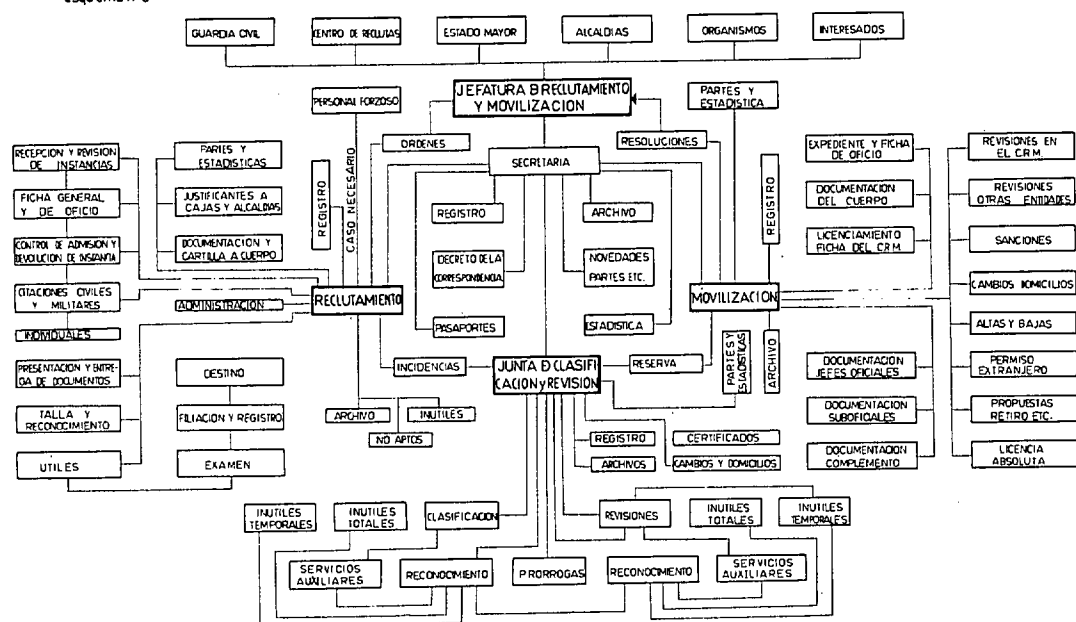 GUARDIA CIVIL
CENTRO DE RECLUTAS
ESTADO MAYOR
ALCALDIAS
ORGANISMOS
INTERESADOS
JEFATURA D RECLUTAMIENTO
Y MOVILIZACION
PERSONAL FORZOSO
PARTES Y
ESTADISTICA
ORDENES
RESOLUCIONES
SECRETARIA
RECEPCION Y REVISION
DE INSTANCIAS
PARTES Y
ESTADISTICAS
FICHA GENERAL
Y DE OFICIO
JUSTIFICANTES A
CAJAS Y ALCALDIAS
CONTROL DE ADMISION Y
DEVOLUCION DE INSTANCIA
DOCUMENTACION Y
CARTILLA A CUERPO
CITACIONES CIVILES
Y MILITARES
INDIVIDUALES
ADMINISTRACION
REGISTRO
CASO NECESARIO
RECLUTAMIENTO
REGISTRO
ARCHIVO
DECRETO DE LA
CORRESPONDENCIA
NOVEDADES
PARTES ETC.
PASAPORTES
ESTADISTICA
REGISTRO
MOVILIZACION
EXPEDIENTE Y FICHA
DE OFICIO
DOCUMENTACION
DEL CUERPO
LICENCIAMIENTO
FICHA DEL C.R.M
REVISIONES EN
EL C.R.M.
REVISIONES
OTRAS ENTIDADES
SANCIONES
CAMBIOS DOMICILIOS
ALTAS Y BAJAS
PERMISO
EXTRANJERO
PROPUESTAS
RETIRO ETC.
LICENCIA
ABSOLUTA
DOCUMENTACION
JEFES OFICIALES
DOCUMENTACION
SUBOFICIALES
DOCUMENTACION
COMPLEMENTO
PARTES Y
ESTADISTICAS
ARCHIVO
PRESENTACION Y ENTRE-
GA DE DOCUMENTOS
TALLA Y
RECONOCIMIENTO
UTILES
DESTINO
FILIACION Y REGISTRO
EXAMEN
INCIDENCIAS
JUNTA D CLASIFI
CACION y REVISION
RESERVA
ARCHIVO
INUTILES
NO APTOS
REGISTRO
ARCHIVOS
CERTIFICADOS
CAMBIOS Y DOMICILIOS
INUTILES
TEMPORALES
INUTILES
TOTALES
CLASIFICACION
REVISIONES
INUTILES
TOTALES
INUTILES
TEMPORALES
SERVICIOS
AUXILIARES
RECONOCIMIENTO
PRORROGAS
RECONOCIMIENTO
SERVICIOS
AUXILIARES